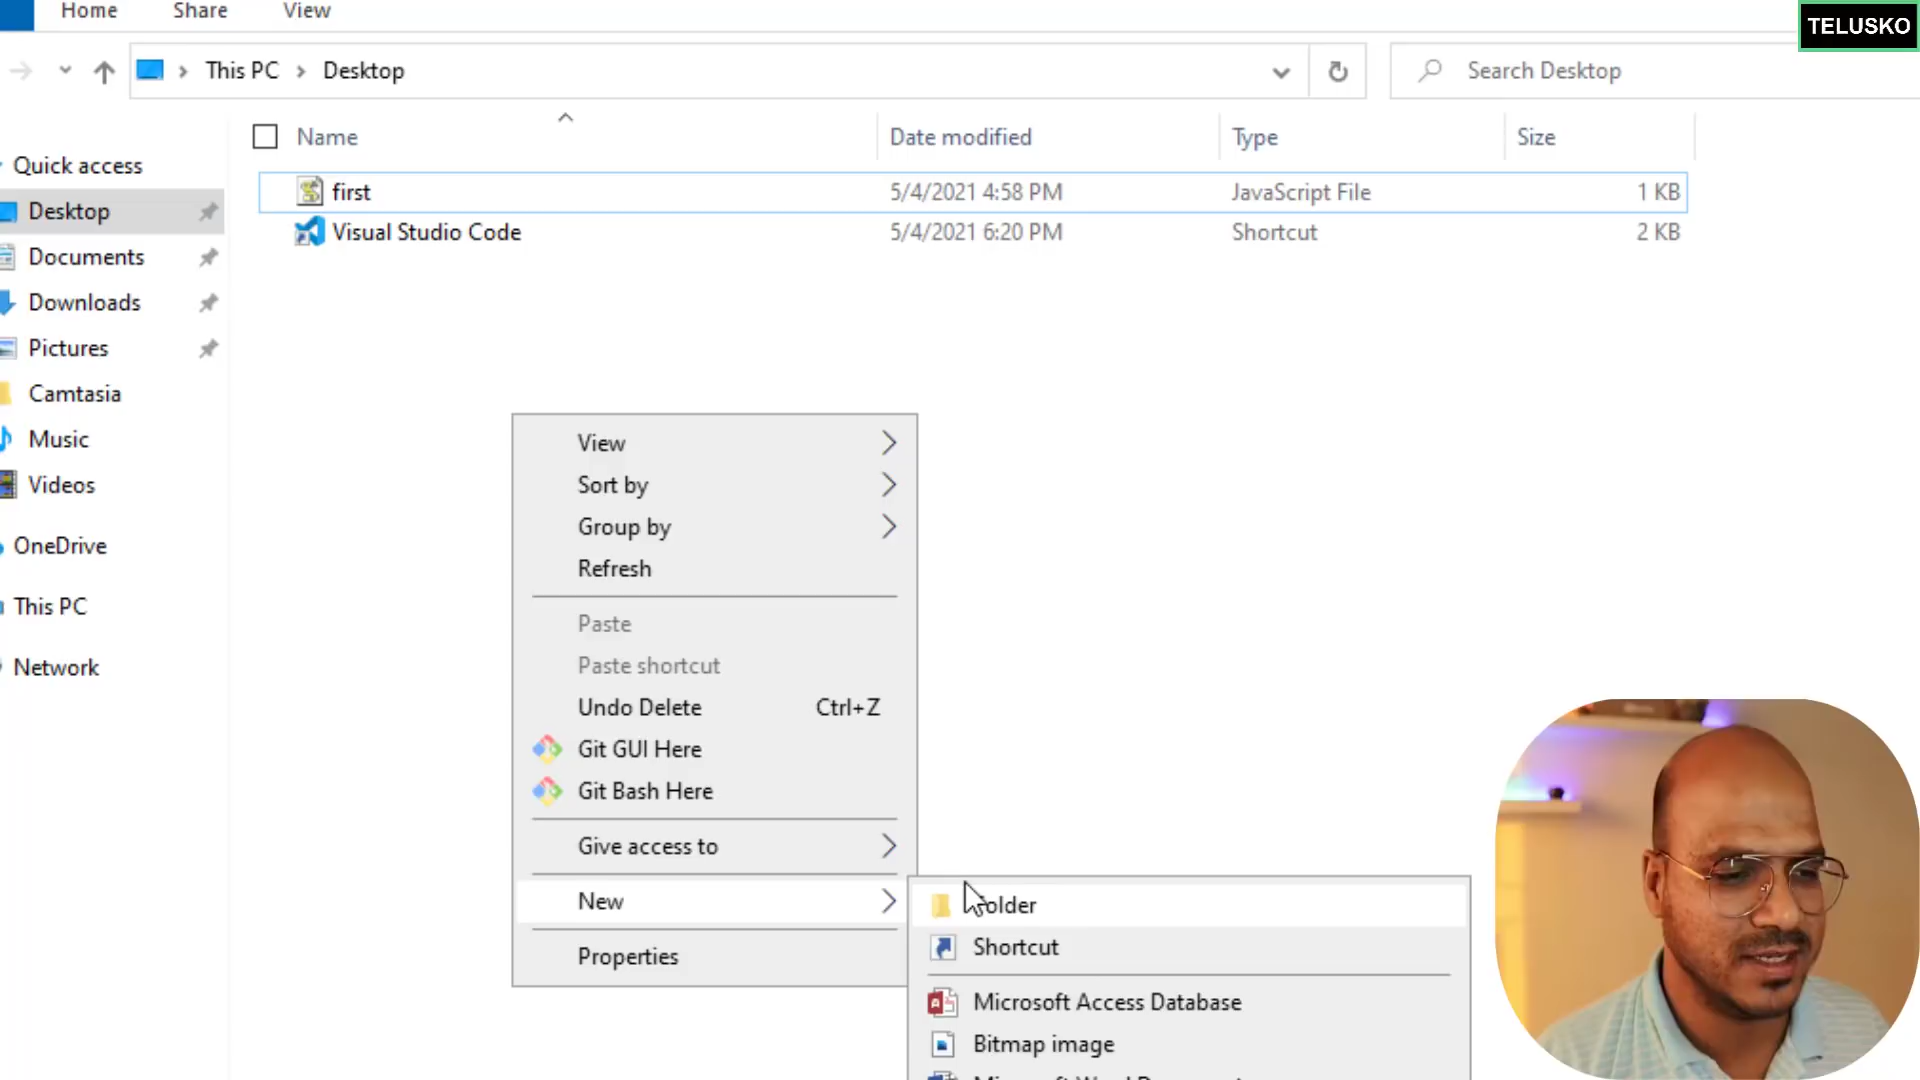 Home Share View
TELUSKO
This PC Desktop
Search Desktop
Name Date modified Type Size
Quick access
first 5/4/2021 4:58 PM JavaScript File 1 KB
Desktop
Visual Studio Code 5/4/2021 6:20 PM Shortcut 2 KB
Documents
Downloads
Pictures
Camtasia
Music
Videos
OneDrive
This PC
Network
View
Sort by
Group by
Refresh
Paste
Paste shortcut
Undo Delete Ctrl+Z
Git GUI Here
Git Bash Here
Give access to
New
Properties
Folder
Shortcut
Microsoft Access Database
Bitmap image